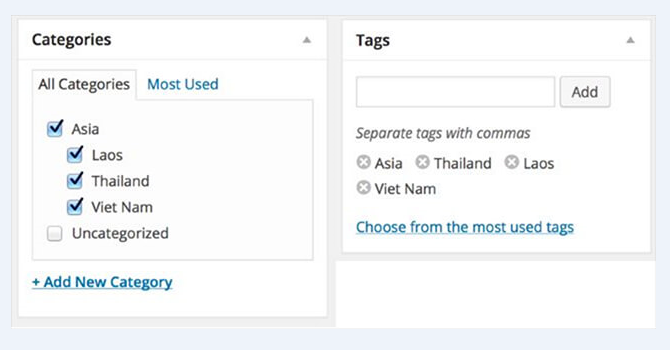 Categories
All Categories Most Used
Asia
Laos
Thailand
Viet Nam
Uncategorized
+ Add New Category
Tags
Add
Separate tags with commas
Asia Thailand Laos
Viet Nam
Choose from the most used tags